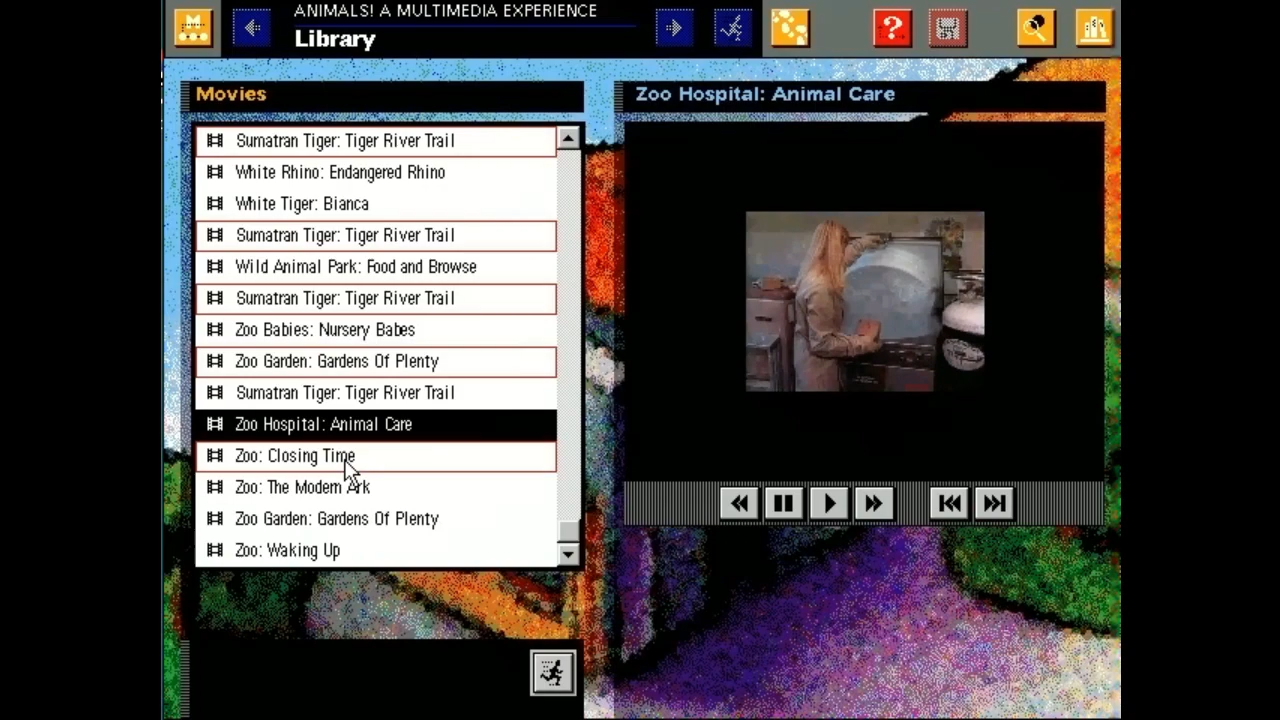 ANIMALS! A MULTIMEDIA EXPERIENCE
Library
Movies
Sumatran Tiger: Tiger River Trail
White Rhino: Endangered Rhino
White Tiger: Bianca
Sumatran Tiger: Tiger River Trail
Wild Animal Park: Food and Browse
Sumatran Tiger: Tiger River Trail
Zoo Babies: Nursery Babes
Zoo Garden: Gardens Of Plenty
Sumatran Tiger: Tiger River Trail
Zoo Hospital: Animal Care
Zoo: Closing Time
Zoo: The Modern Ark
Zoo Garden: Gardens Of Plenty
Zoo: Waking Up
Zoo Hospital: Animal Care